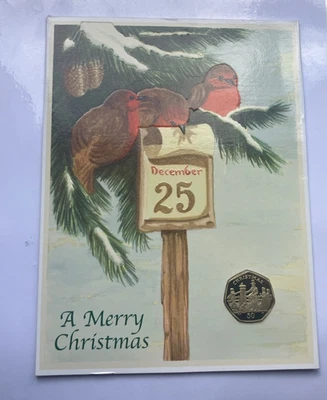 December
25
CHRISTMAS
50
A Merry
Christmas